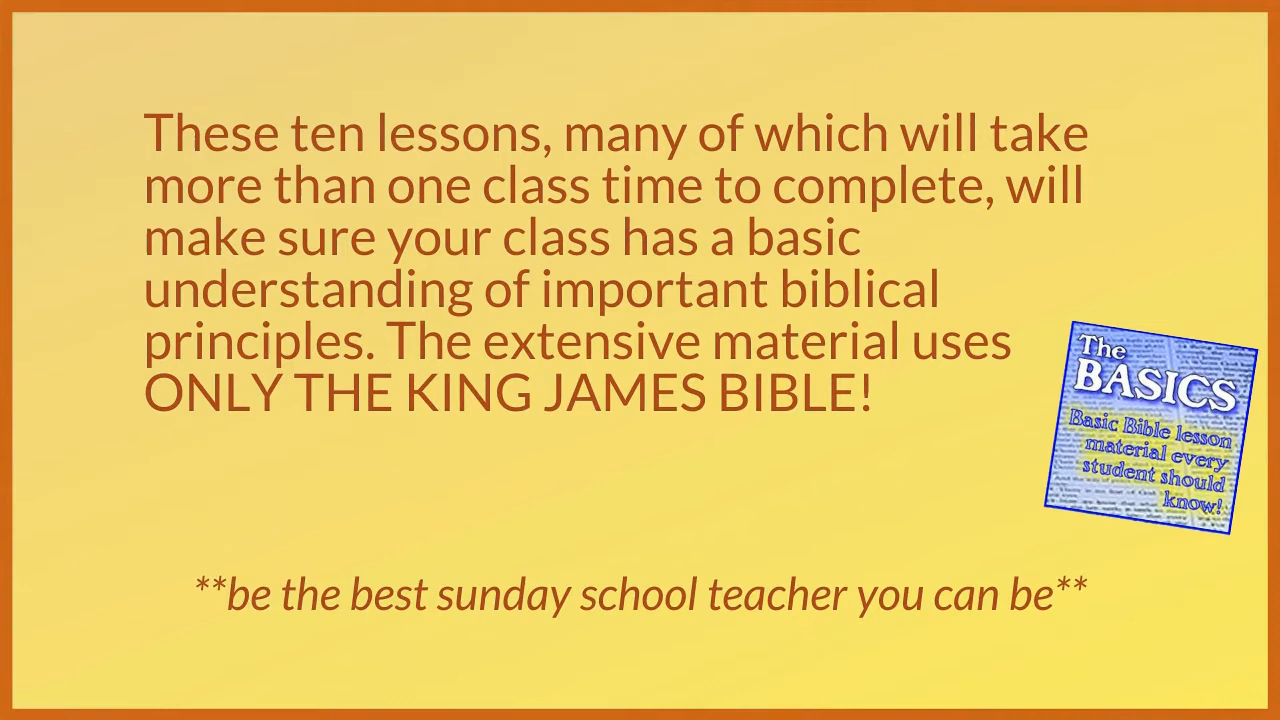 These ten lessons, many of which will take
more than one class time to complete, will
make sure your class has a basic
understanding of important biblical
principles. The extensive material uses
ONLY THE KING JAMES BIBLE!
The
BASICS
Basic Bible lesson
material every
student should
know!
**be the best sunday school teacher you can be**